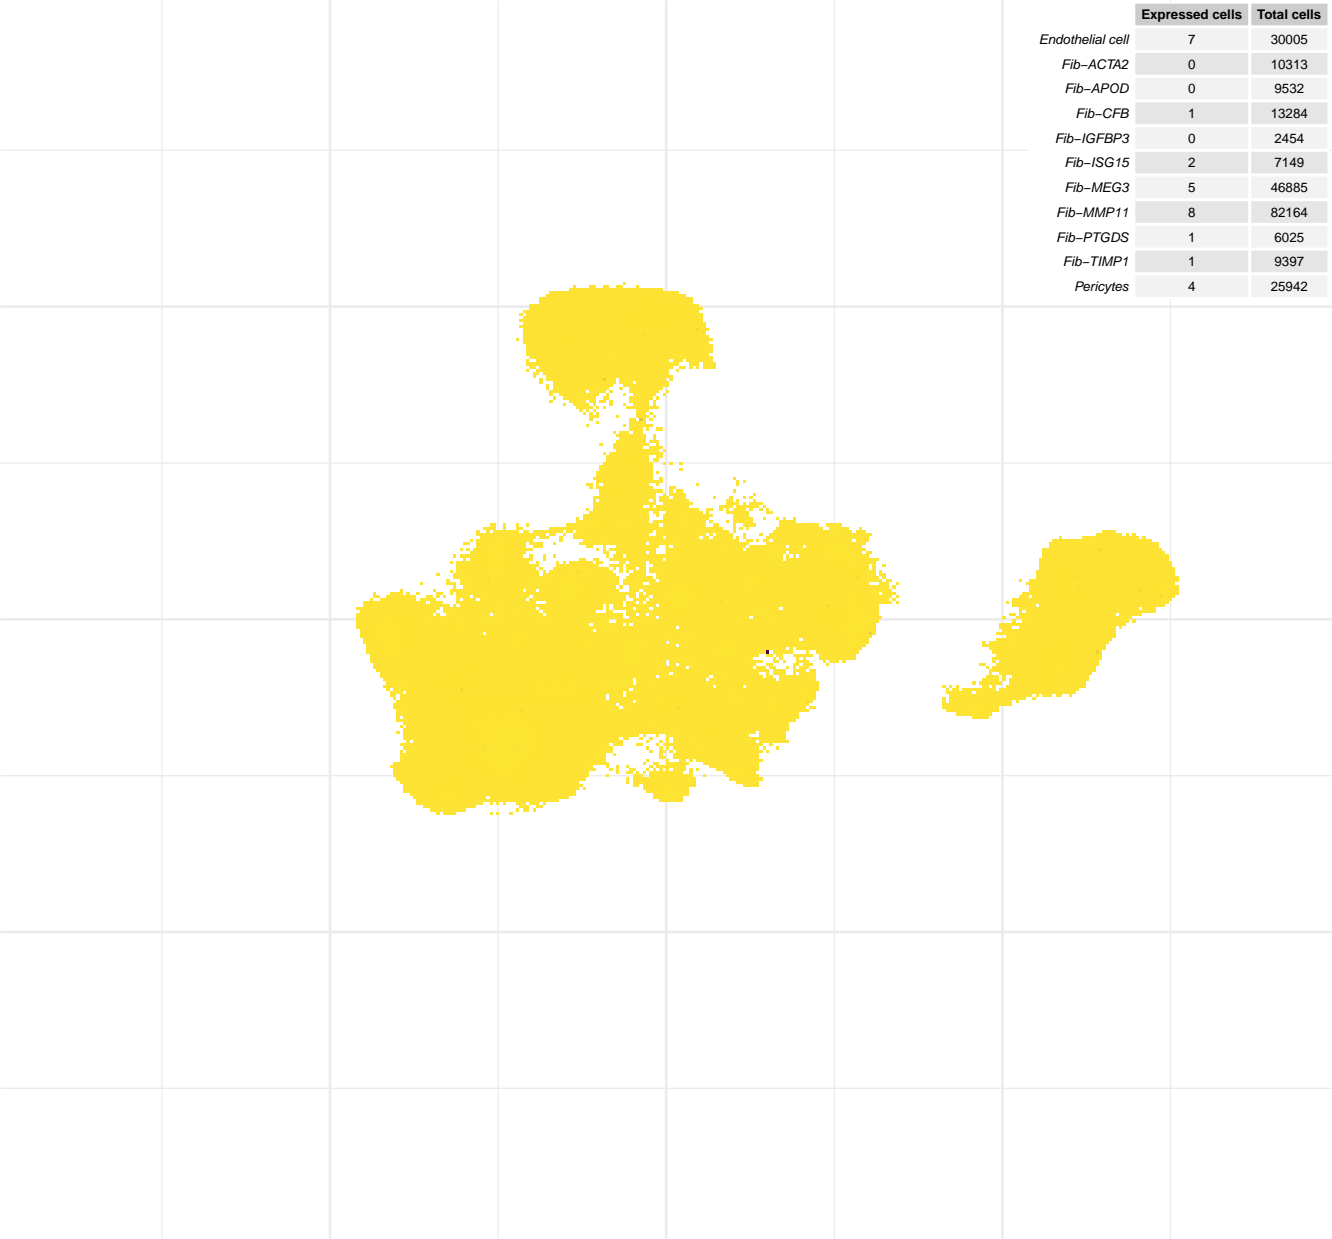 Expressed cells Total cells
Endothelial cell 7 30005
Fib−ACTA2 0 10313
Fib−APOD 0 9532
Fib−CFB 1 13284
Fib−IGFBP3 0 2454
Fib−ISG15 2 7149
Fib−MEG3 5 46885
Fib−MMP11 8 82164
Fib−PTGDS 1 6025
Fib−TIMP1 1 9397
Pericytes 4 25942